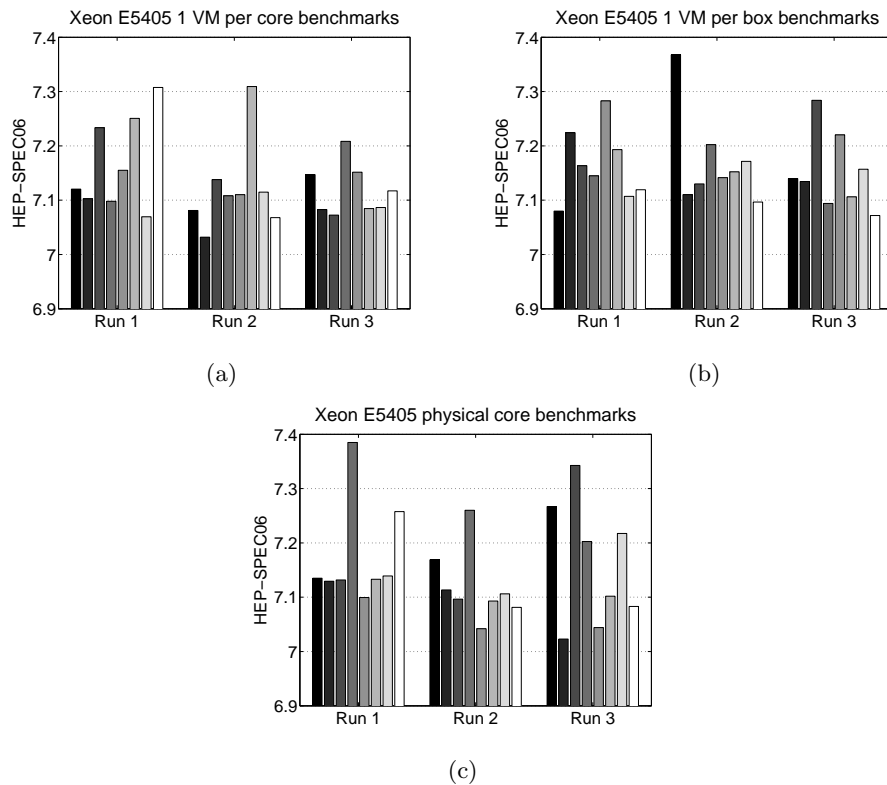 Xeon E5405 1 VM per core benchmarks
7.4
7.3
7.2
7.1
7
6.9
HEP-SPEC06
Run 1 Run 2 Run 3
(a)
Xeon E5405 1 VM per box benchmarks
7.4
7.3
7.2
7.1
7
6.9
HEP-SPEC06
Run 1 Run 2 Run 3
(b)
Xeon E5405 physical core benchmarks
7.4
7.3
7.2
7.1
7
6.9
HEP-SPEC06
Run 1 Run 2 Run 3
(c)